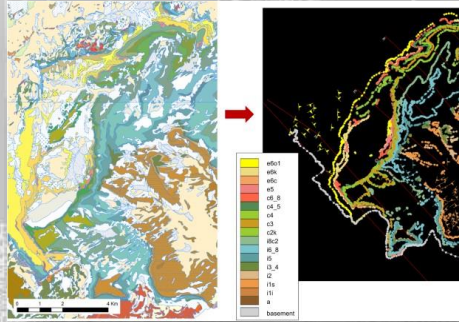 e6o1
e6k
e6c
e5
c6_8
c4_5
c4
c3
c2k
i8c2
i6_8
i5
i3_4
i2
i1s
i1i
a
basement
0 1 2 4 Km